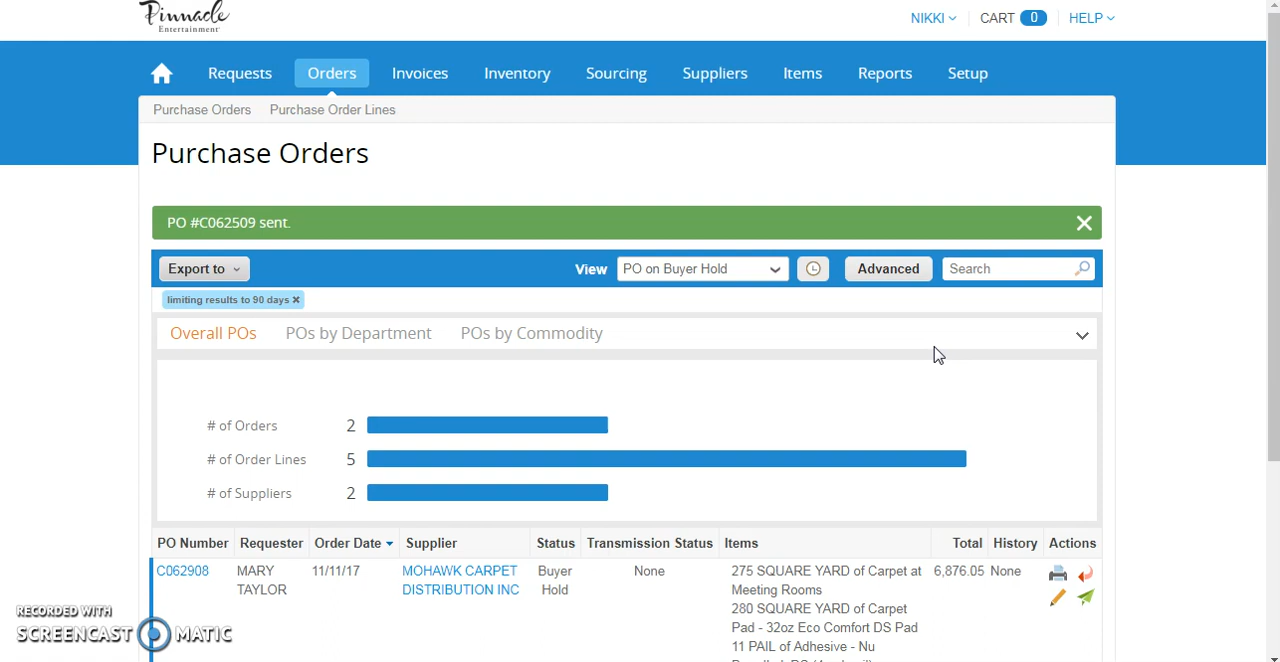 Pinnacle
Entertainment
NIKKI CART 0 HELP
Requests Orders Invoices Inventory Sourcing Suppliers Items Reports Setup
Purchase Orders Purchase Order Lines
Purchase Orders
PO #C062509 sent.
Export to View PO on Buyer Hold Advanced Search
limiting results to 90 days
Overall POs POs by Department POs by Commodity
# of Orders 2
# of Order Lines 5
# of Suppliers 2
PO Number Requester Order Date Supplier Status Transmission Status Items Total History Actions
C062908 MARY 11/11/17 MOHAWK CARPET Buyer None 275 SQUARE YARD of Carpet at 6,876.05 None
TAYLOR DISTRIBUTION INC Hold Meeting Rooms
280 SQUARE YARD of Carpet
Pad - 32oz Eco Comfort DS Pad
11 PAIL of Adhesive - Nu
RECORDED WITH
SCREENCAST MATIC